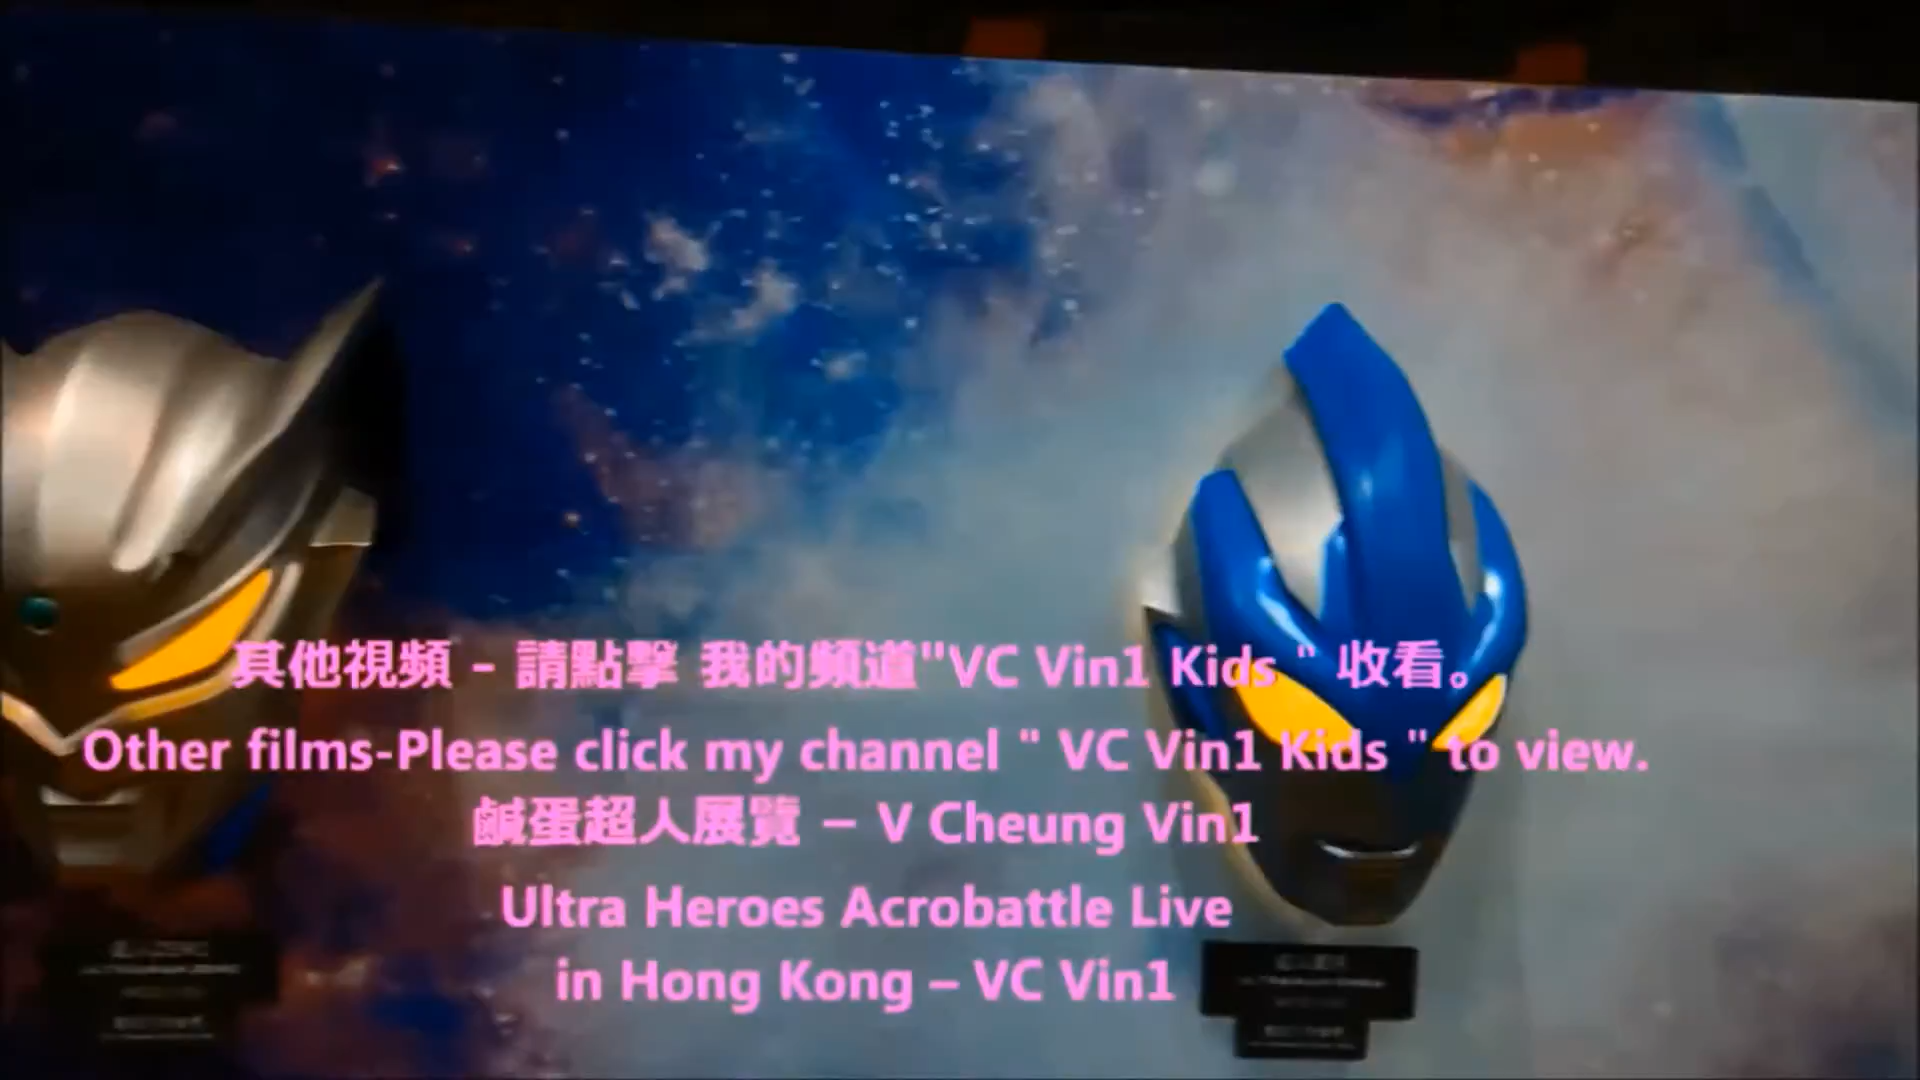 其他視頻 - 請點擊 我的頻道"VC Vin1 Kids " 收看。
Other films-Please click my channel " VC Vin1 Kids " to view.
鹹蛋超人展覽 – V Cheung Vin1
Ultra Heroes Acrobattle Live
in Hong Kong – VC Vin1